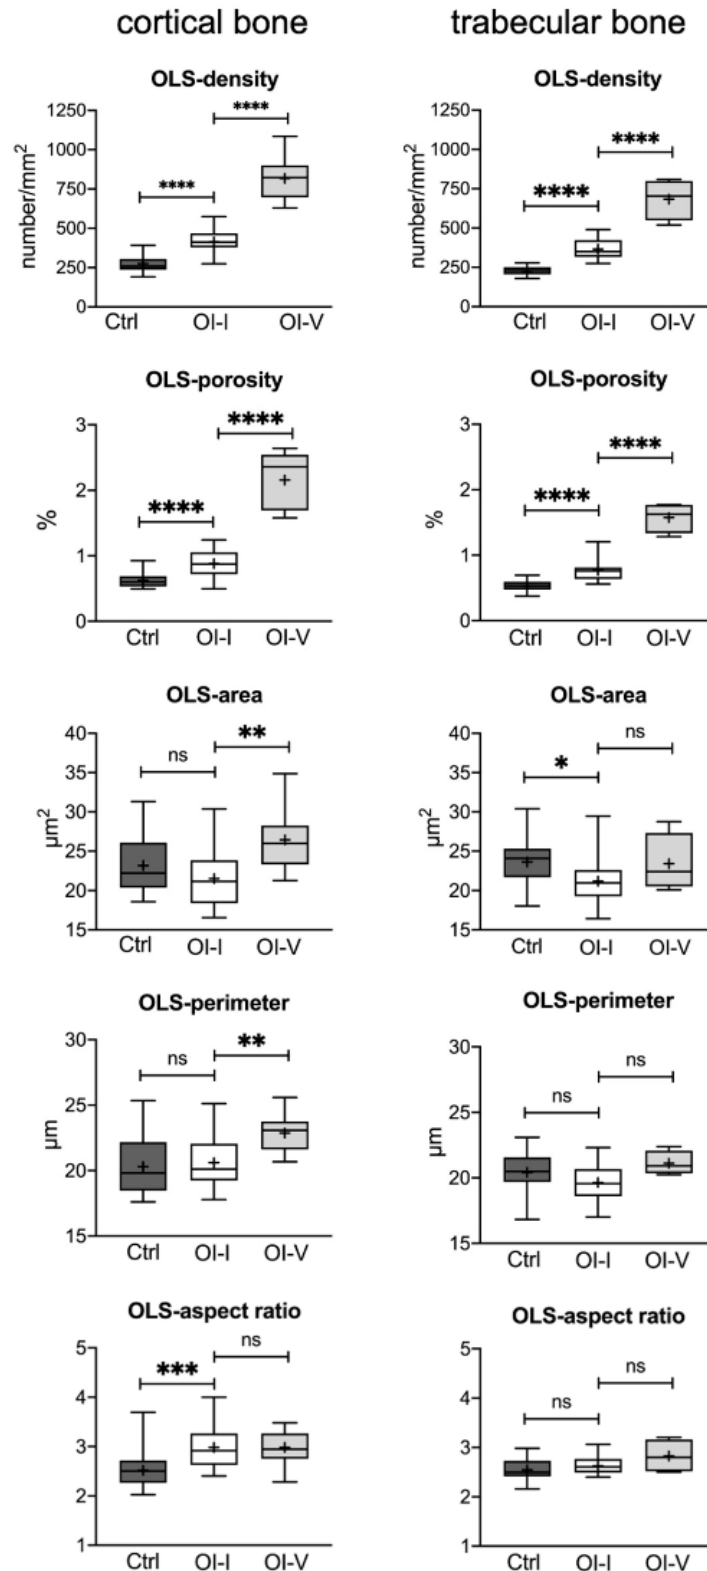 cortical bone trabecular bone
OLS-density OLS-density
1250 **** 1250
1000 1000 ****
number/mm² 750 **** number/mm² 750 ****
500 500
250 250
0 0
Ctrl OI-I OI-V Ctrl OI-I OI-V
OLS-porosity OLS-porosity
3 **** 3
****
% 2 **** % 2 ****
1 1
0 0
Ctrl OI-I OI-V Ctrl OI-I OI-V
OLS-area OLS-area
40 ** 40 ns
35 ns 35 *
µm² 30 µm² 30
25 25
20 20
15 15
Ctrl OI-I OI-V Ctrl OI-I OI-V
OLS-perimeter OLS-perimeter
30 ** 30
ns ns
µm 25 µm 25 ns
20 20
15 15
Ctrl OI-I OI-V Ctrl OI-I OI-V
OLS-aspect ratio OLS-aspect ratio
5 ns 5
*** ns
4 4 ns
3 3
2 2
1 1
Ctrl OI-I OI-V Ctrl OI-I OI-V